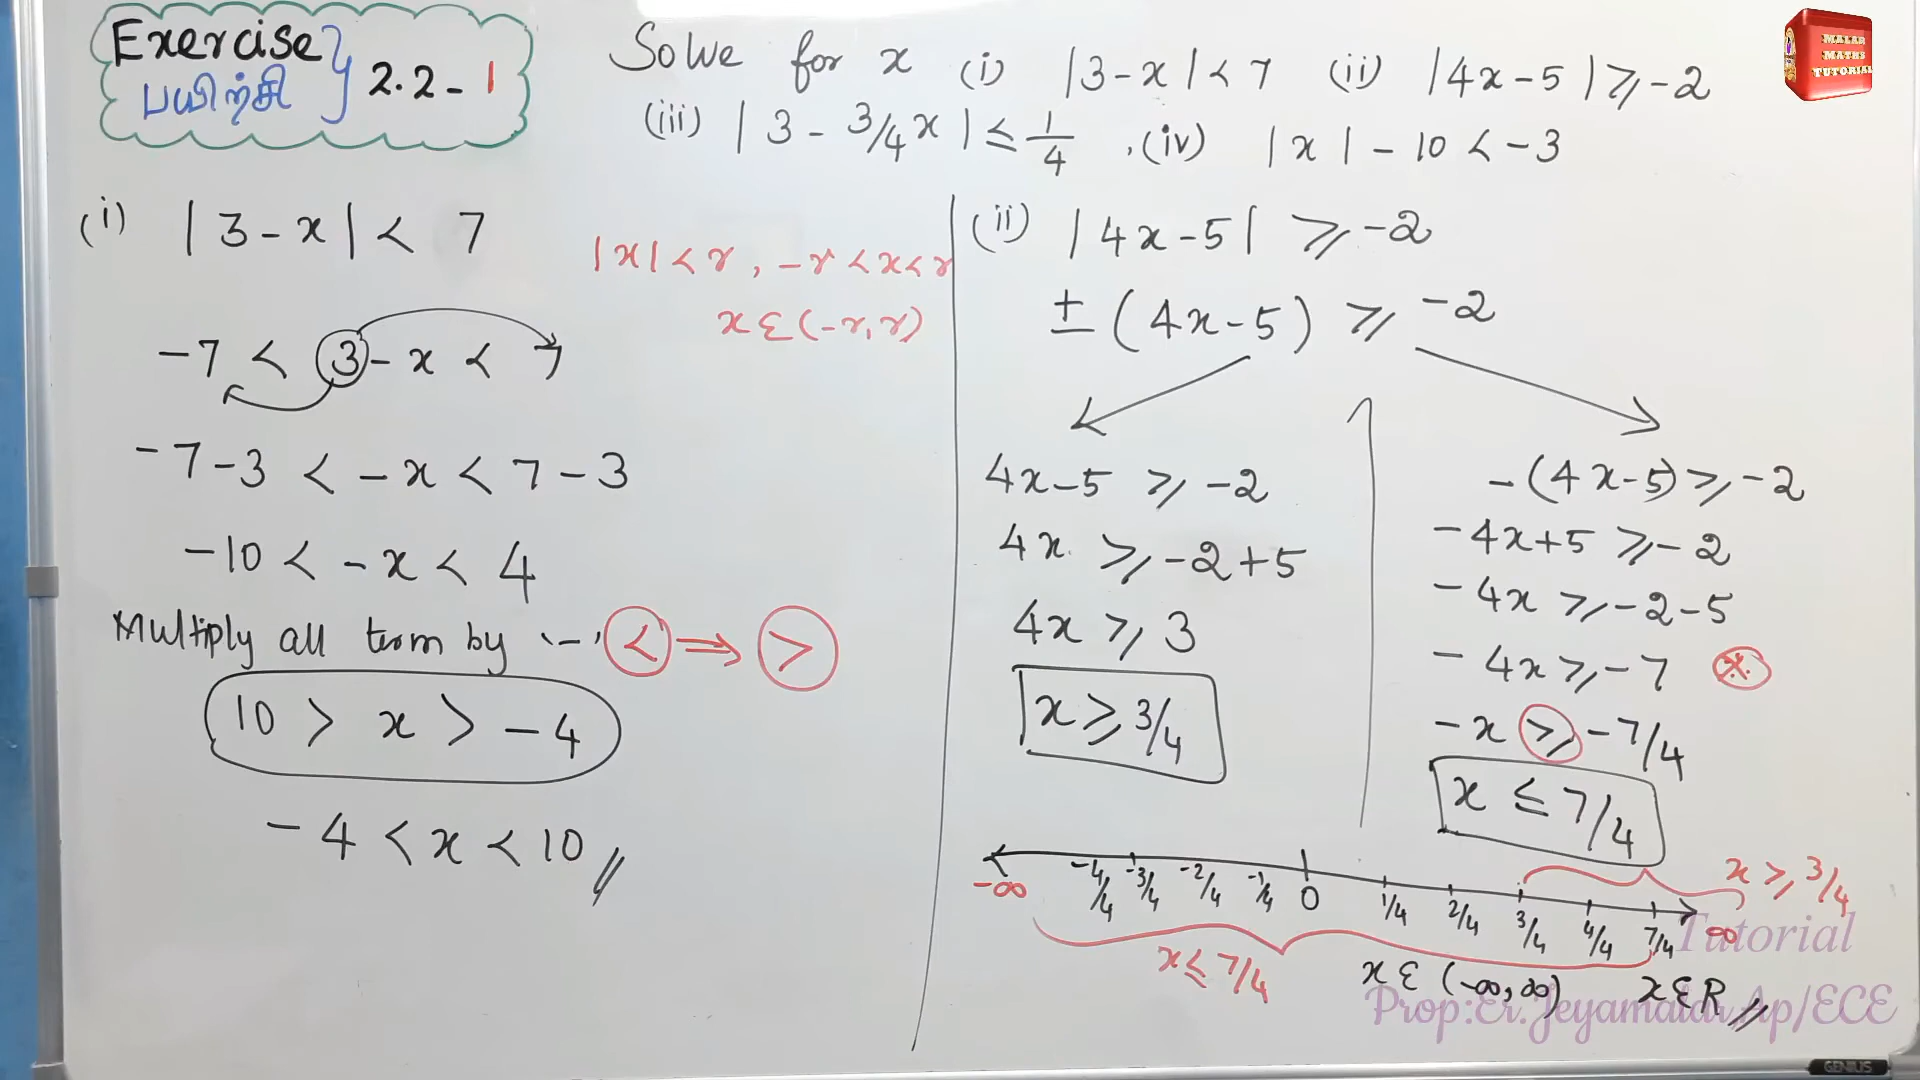 Exercise
பயிற்சி
2.2-1
Solve for x (i) |3-x|<7 (ii) |4x-5|≥-2
(iii) |3-3/4x|≤1/4, (iv) |x|-10<-3
MALAR
MATHS
TUTORIAL
(i) |3-x|<7
|x|<r, -r<x<r
x∈(-r,r)
-7<3-x<7
-7-3<-x<7-3
-10<-x<4
Multiply all term by '-' < ⇒ >
10>x>-4
-4<x<10//
(ii) |4x-5|≥-2
±(4x-5)≥-2
4x-5≥-2
4x≥-2+5
4x≥3
x≥3/4
-(4x-5)≥-2
-4x+5≥-2
-4x≥-2-5
-4x≥-7 *
-x≥-7/4
x≤7/4
-∞ -4/4 -3/4 -2/4 -1/4 0 1/4 2/4 3/4 4/4 7/4 ∞
x≥3/4
x≤7/4
x∈(-∞,∞) x∈R//
Tutorial
Prop:Er.Jeyamalar.Ap/ECE
GENIUS